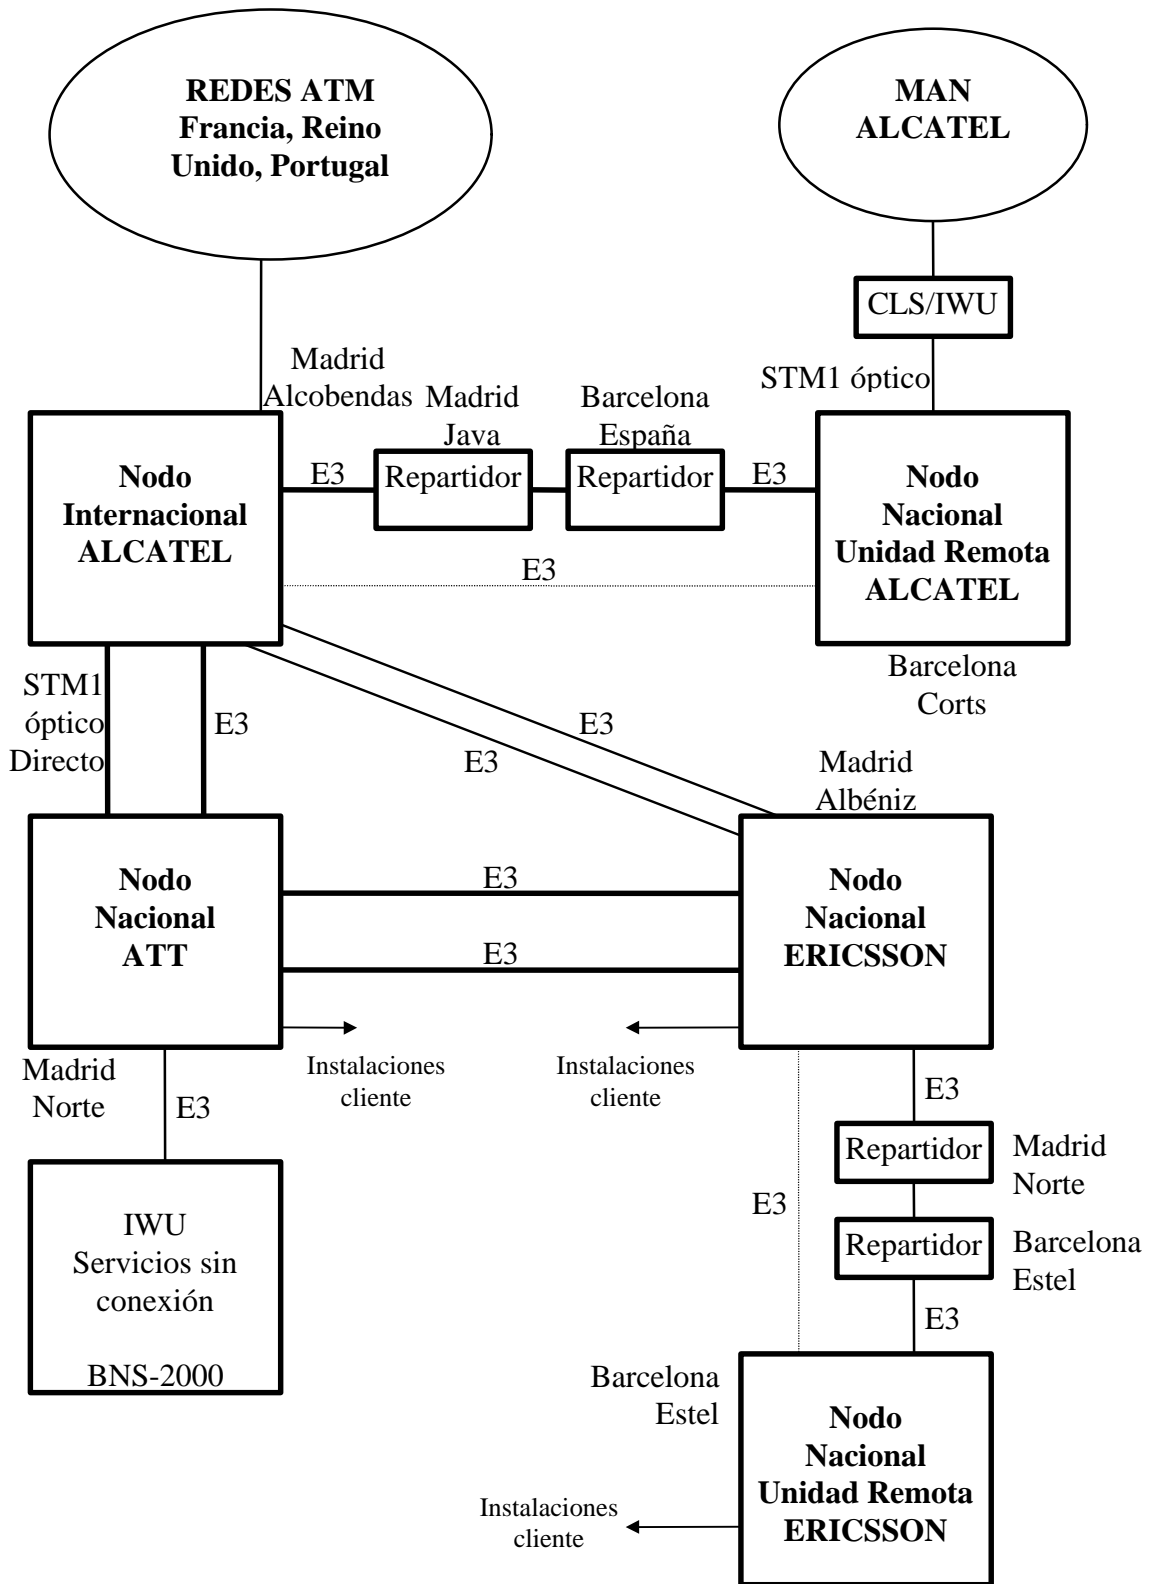 REDES ATM
Francia, Reino
Unido, Portugal
MAN
ALCATEL
CLS/IWU
STM1 óptico
Madrid
Alcobendas
Madrid
Java
Barcelona
España
Nodo
Internacional
ALCATEL
E3
Repartidor
Repartidor
E3
Nodo
Nacional
Unidad Remota
ALCATEL
E3
Barcelona
Corts
STM1
óptico
Directo
E3
E3
E3
Madrid
Albéniz
Nodo
Nacional
ATT
E3
E3
Nodo
Nacional
ERICSSON
Madrid
Norte
E3
Instalaciones
cliente
Instalaciones
cliente
E3
Repartidor
Madrid
Norte
E3
Repartidor
Barcelona
Estel
E3
IWU
Servicios sin
conexión
BNS-2000
Barcelona
Estel
Nodo
Nacional
Unidad Remota
ERICSSON
Instalaciones
cliente